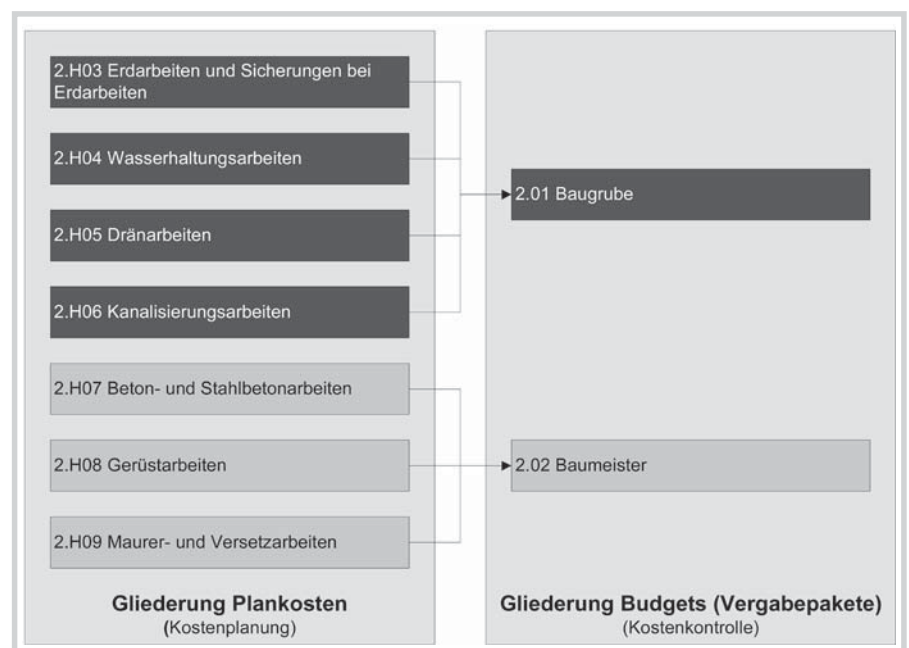 2.H03 Erdarbeiten und Sicherungen bei
Erdarbeiten
2.H04 Wasserhaltungsarbeiten
2.H05 Dränarbeiten
2.H06 Kanalisierungsarbeiten
2.H07 Beton- und Stahlbetonarbeiten
2.H08 Gerüstarbeiten
2.H09 Maurer- und Versetzarbeiten
Gliederung Plankosten
(Kostenplanung)
2.01 Baugrube
2.02 Baumeister
Gliederung Budgets (Vergabepakete)
(Kostenkontrolle)